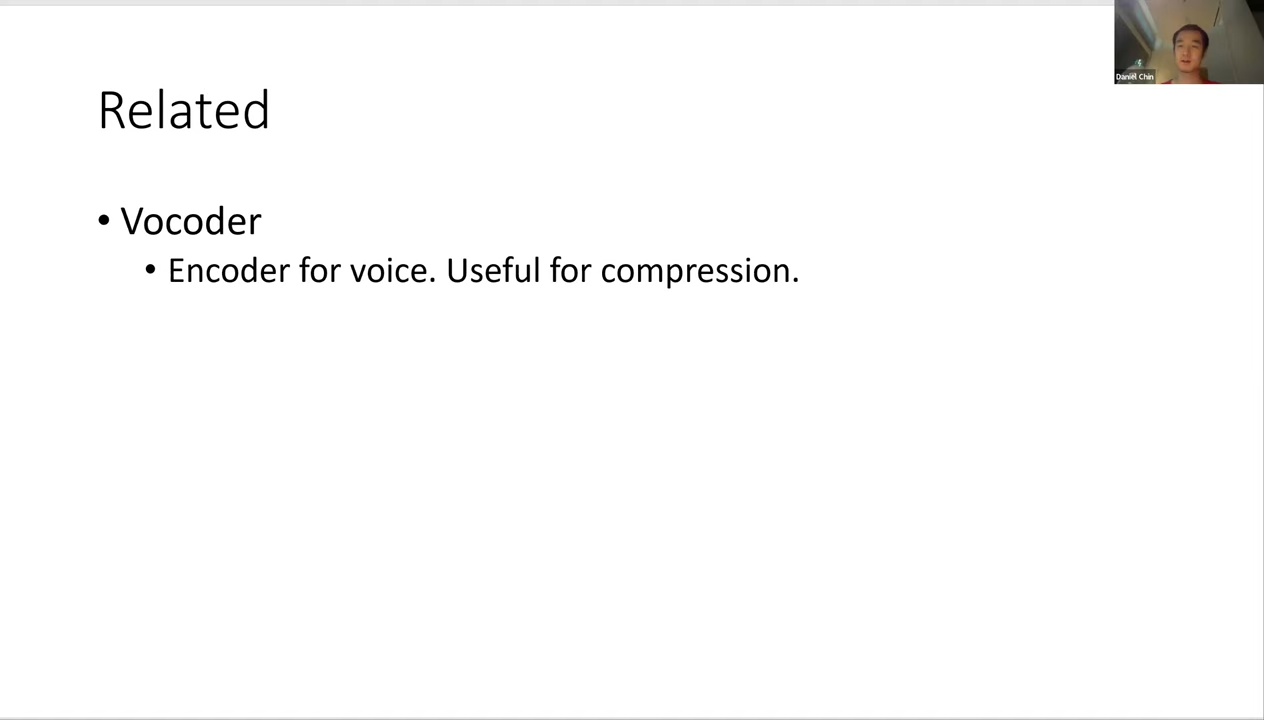 Daniel Chin
Related
• Vocoder
• Encoder for voice. Useful for compression.